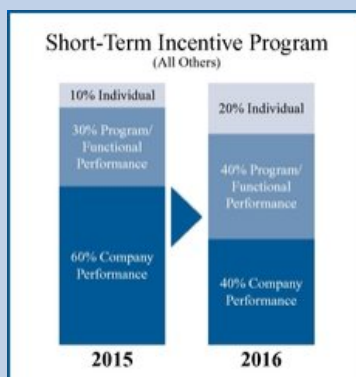 Short-Term Incentive Program
(All Others)
10% Individual
30% Program/
Functional
Performance
60% Company
Performance
2015
20% Individual
40% Program/
Functional
Performance
40% Company
Performance
2016